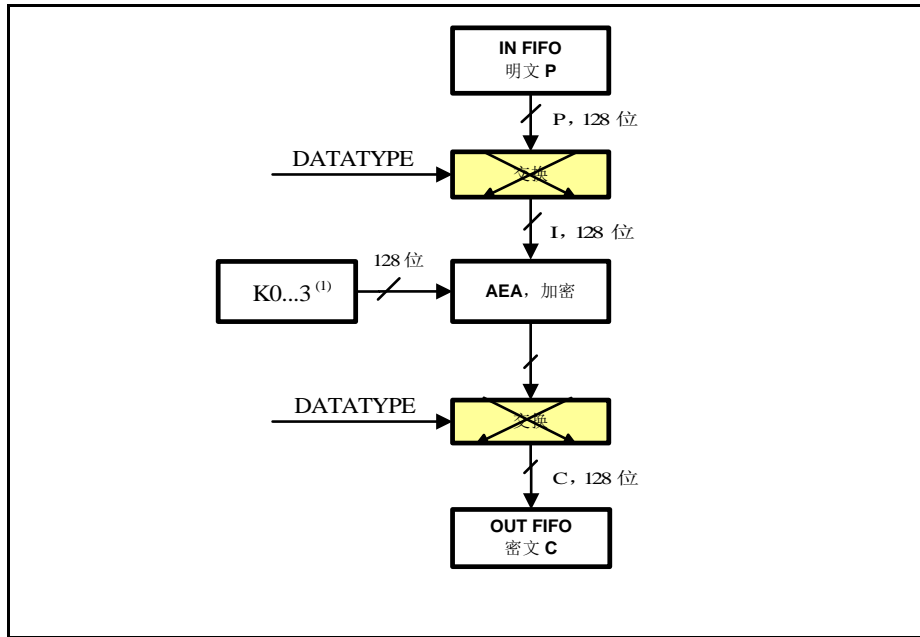 IN FIFO
明文 P
P，128 位
DATATYPE
交换
I，128 位
128 位
K0...3 (1)
AEA，加密
DATATYPE
交换
C，128 位
OUT FIFO
密文 C